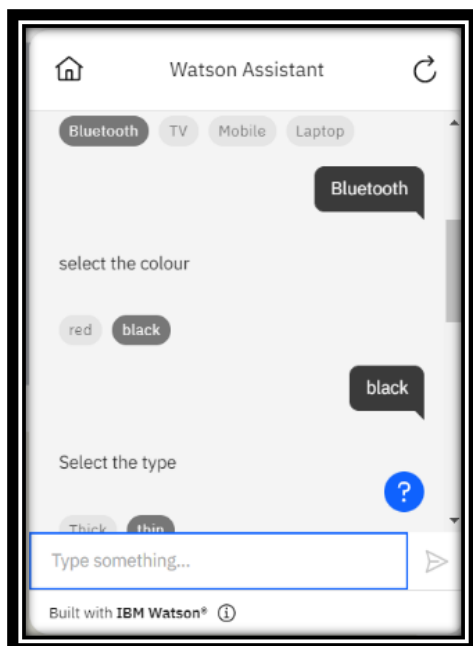 Watson Assistant
Bluetooth TV Mobile Laptop
Bluetooth
select the colour
red black
black
Select the type
?
Thick thin
Type something...
Built with IBM Watson®